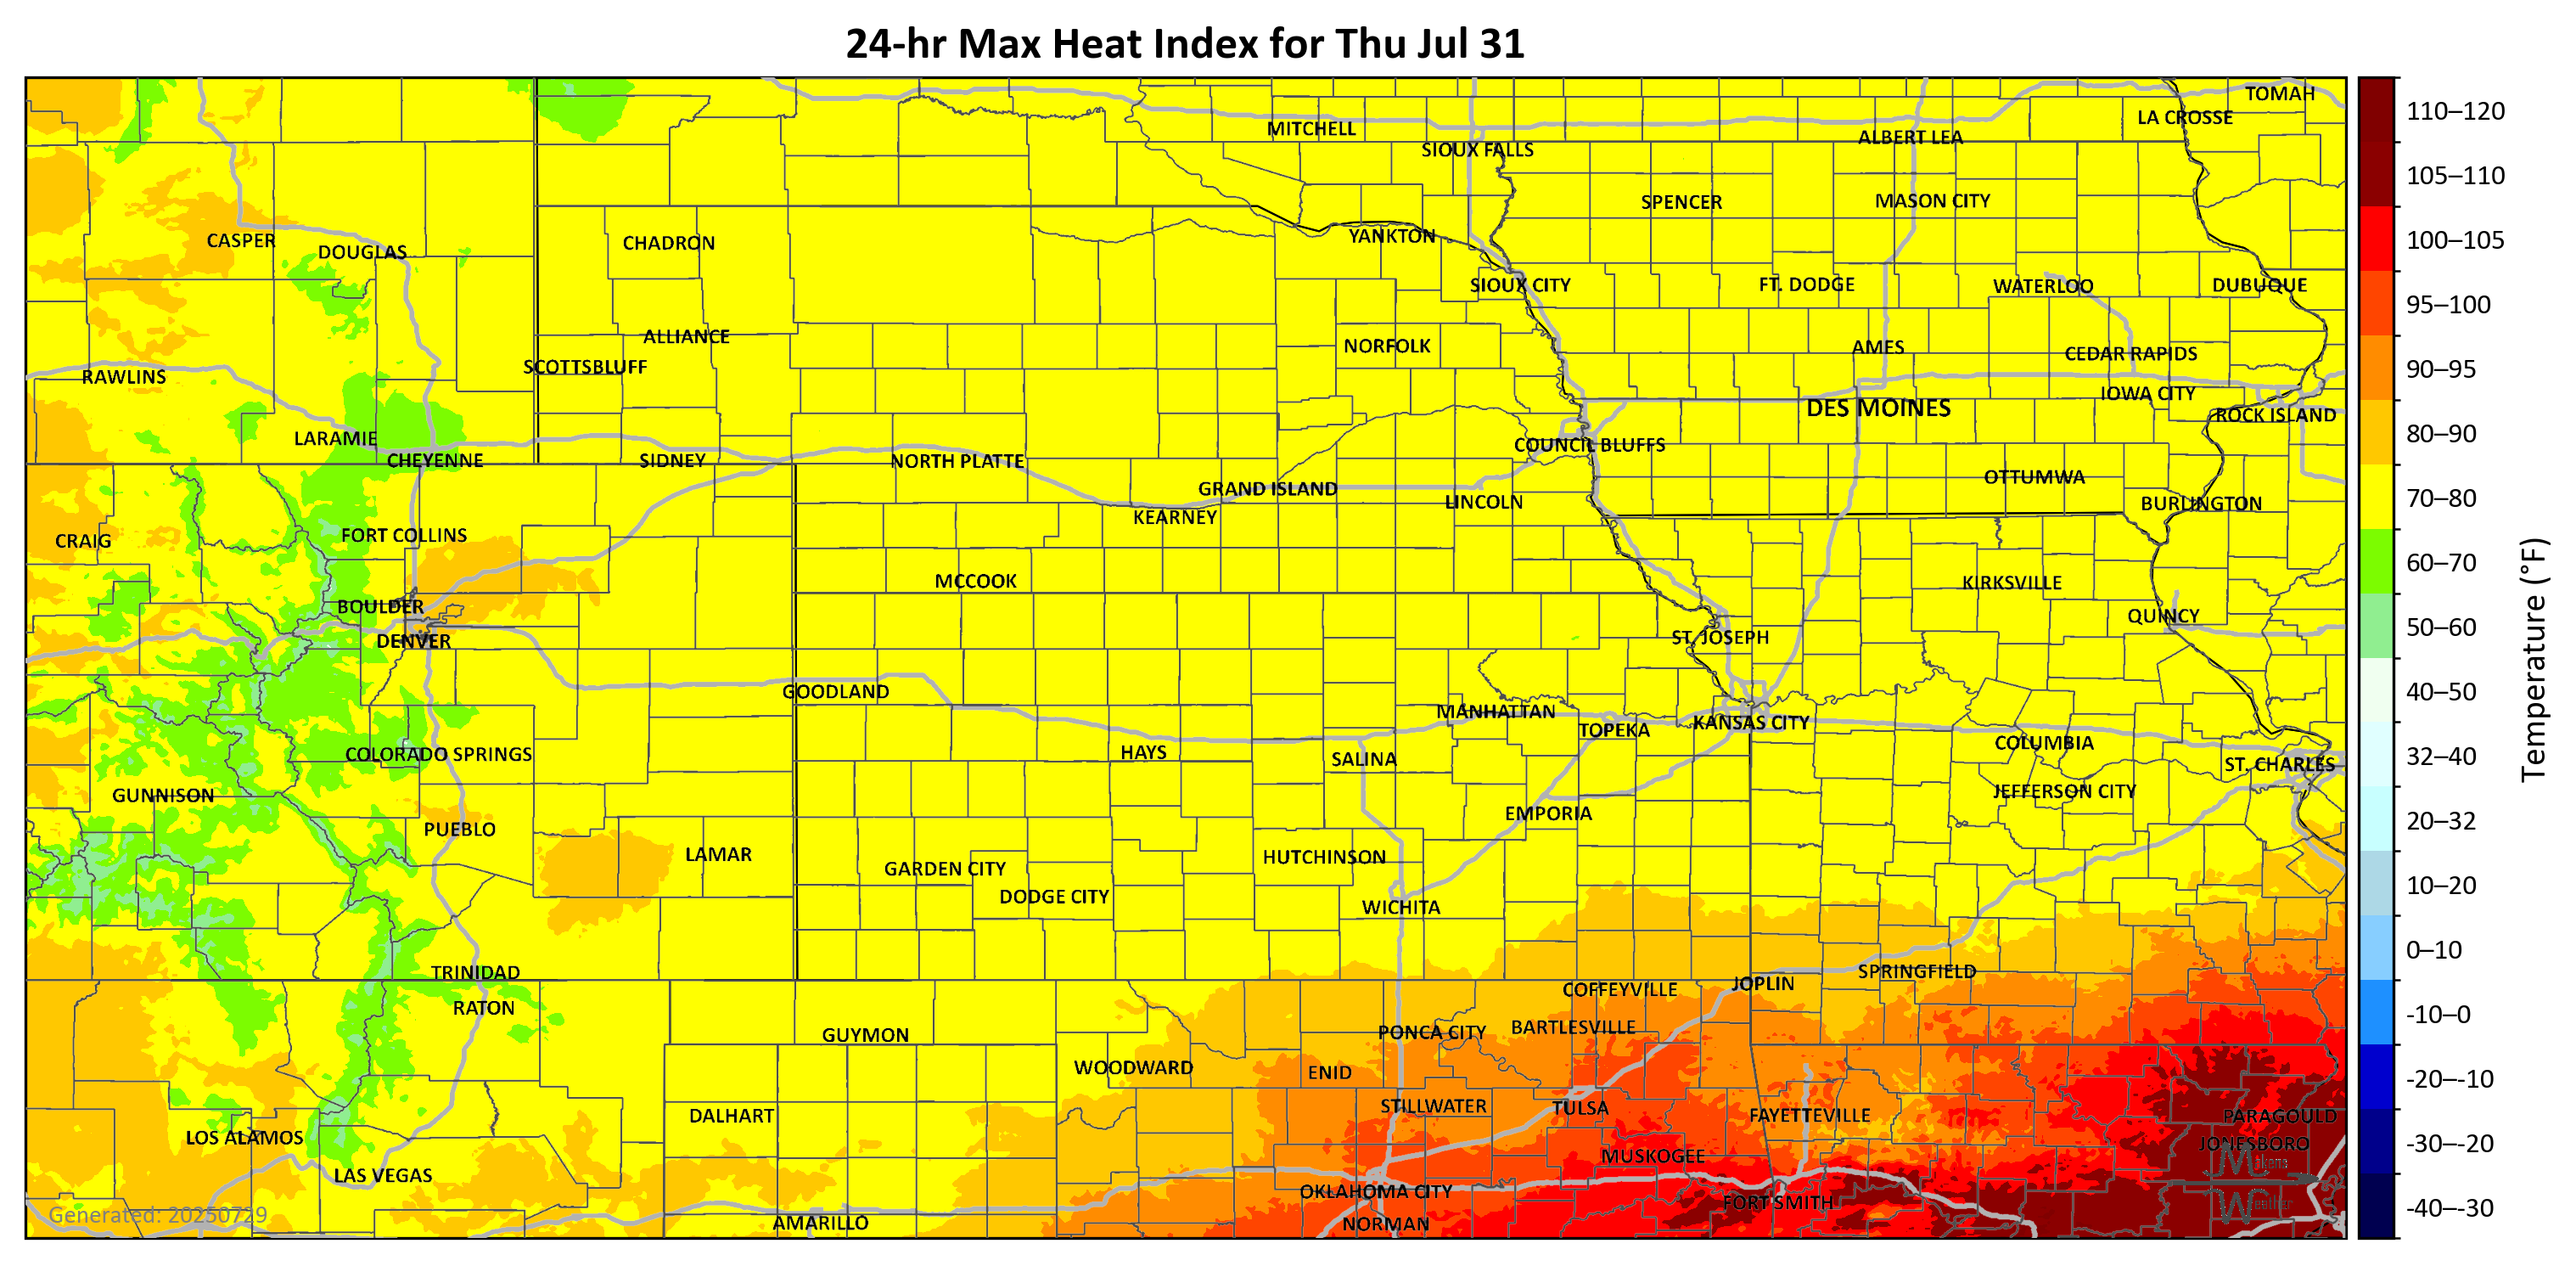 24-hr Max Heat Index for Thu Jul 31
TOMAH
LA CROSSE
MITCHELL
ALBERT LEA
SIOUX FALLS
SPENCER
MASON CITY
CASPER
DOUGLAS
CHADRON
YANKTON
SIOUX CITY
FT. DODGE
WATERLOO
DUBUQUE
ALLIANCE
NORFOLK
AMES
CEDAR RAPIDS
SCOTTSBLUFF
RAWLINS
IOWA CITY
DES MOINES
ROCK ISLAND
LARAMIE
COUNCIL BLUFFS
CHEYENNE
SIDNEY
NORTH PLATTE
OTTUMWA
GRAND ISLAND
LINCOLN
BURLINGTON
KEARNEY
CRAIG
FORT COLLINS
MCCOOK
KIRKSVILLE
BOULDER
QUINCY
DENVER
ST. JOSEPH
GOODLAND
MANHATTAN
TOPEKA
KANSAS CITY
COLORADO SPRINGS
HAYS
SALINA
COLUMBIA
ST. CHARLES
GUNNISON
JEFFERSON CITY
PUEBLO
EMPORIA
LAMAR
HUTCHINSON
GARDEN CITY
DODGE CITY
WICHITA
TRINIDAD
SPRINGFIELD
JOPLIN
COFFEYVILLE
RATON
GUYMON
PONCA CITY
BARTLESVILLE
WOODWARD
ENID
STILLWATER
TULSA
DALHART
FAYETTEVILLE
PARAGOULD
LOS ALAMOS
JONESBORO
MUSKOGEE
LAS VEGAS
OKLAHOMA CITY
FORT SMITH
AMARILLO
NORMAN
Generated: 20250729
Weather
110–120
105–110
100–105
95–100
90–95
80–90
70–80
60–70
50–60
40–50
32–40
20–32
10–20
0–10
-10–0
-20–-10
-30–-20
-40–-30
Temperature (°F)